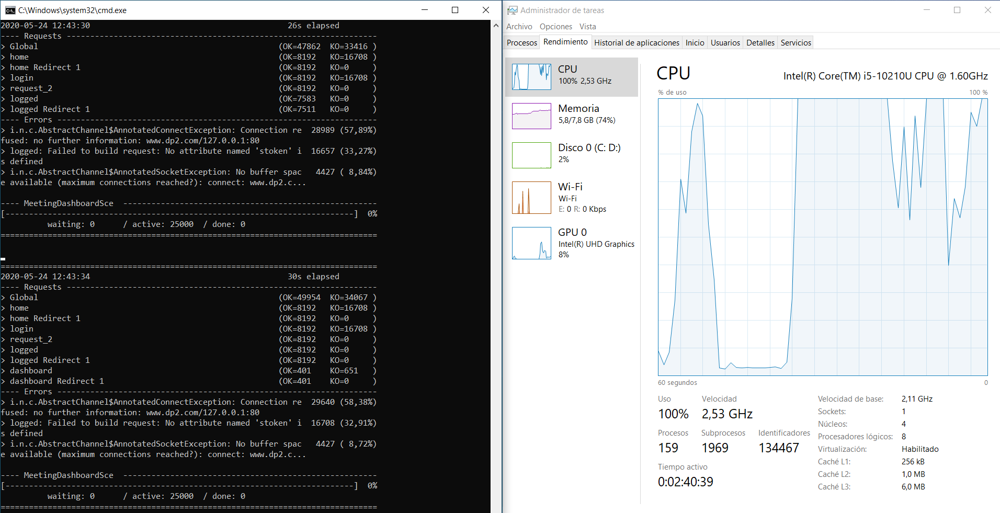 C:\Windows\system32\cmd.exe
2020-05-24 12:43:30                                          26s elapsed
---- Requests ------------------------------------------------------------------
> Global                                                   (OK=47862  KO=33416 )
> home                                                     (OK=8192   KO=16708 )
> home Redirect 1                                          (OK=8192   KO=0     )
> login                                                    (OK=8192   KO=16708 )
> request_2                                                (OK=8192   KO=0     )
> logged                                                   (OK=7583   KO=0     )
> logged Redirect 1                                        (OK=7511   KO=0     )
---- Errors --------------------------------------------------------------------
> i.n.c.AbstractChannel$AnnotatedConnectException: Connection re  28989 (57,89%)
fused: no further information: www.dp2.com/127.0.0.1:80
> logged: Failed to build request: No attribute named 'stoken' i  16657 (33,27%)
s defined
> i.n.c.AbstractChannel$AnnotatedSocketException: No buffer spac   4427 ( 8,84%)
e available (maximum connections reached?): connect: www.dp2.c...
---- MeetingDashboardSce  ------------------------------------------------------
[--------------------------------------------------------------------------]  0%
          waiting: 0      / active: 25000  / done: 0
================================================================================
================================================================================
2020-05-24 12:43:34                                          30s elapsed
---- Requests ------------------------------------------------------------------
> Global                                                   (OK=49954  KO=34067 )
> home                                                     (OK=8192   KO=16708 )
> home Redirect 1                                          (OK=8192   KO=0     )
> login                                                    (OK=8192   KO=16708 )
> request_2                                                (OK=8192   KO=0     )
> logged                                                   (OK=8192   KO=0     )
> logged Redirect 1                                        (OK=8192   KO=0     )
> dashboard                                                (OK=401    KO=651   )
> dashboard Redirect 1                                     (OK=401    KO=0     )
---- Errors --------------------------------------------------------------------
> i.n.c.AbstractChannel$AnnotatedConnectException: Connection re  29640 (58,38%)
fused: no further information: www.dp2.com/127.0.0.1:80
> logged: Failed to build request: No attribute named 'stoken' i  16708 (32,91%)
s defined
> i.n.c.AbstractChannel$AnnotatedSocketException: No buffer spac   4427 ( 8,72%)
e available (maximum connections reached?): connect: www.dp2.c...
---- MeetingDashboardSce  ------------------------------------------------------
[--------------------------------------------------------------------------]  0%
          waiting: 0      / active: 25000  / done: 0
================================================================================
Administrador de tareas
Archivo Opciones Vista
Procesos Rendimiento Historial de aplicaciones Inicio Usuarios Detalles Servicios
CPU
100% 2,53 GHz
Memoria
5,8/7,8 GB (74%)
Disco 0 (C: D:)
2%
Wi-Fi
Wi-Fi
E: 0 R: 0 Kbps
GPU 0
Intel(R) UHD Graphics
8%
CPU Intel(R) Core(TM) i5-10210U CPU @ 1.60GHz
% de uso 100 %
60 segundos 0
Uso Velocidad
100% 2,53 GHz
Procesos Subprocesos Identificadores
159 1969 134467
Tiempo activo
0:02:40:39
Velocidad de base: 2,11 GHz
Sockets: 1
Núcleos: 4
Procesadores lógicos: 8
Virtualización: Habilitado
Caché L1: 256 kB
Caché L2: 1,0 MB
Caché L3: 6,0 MB